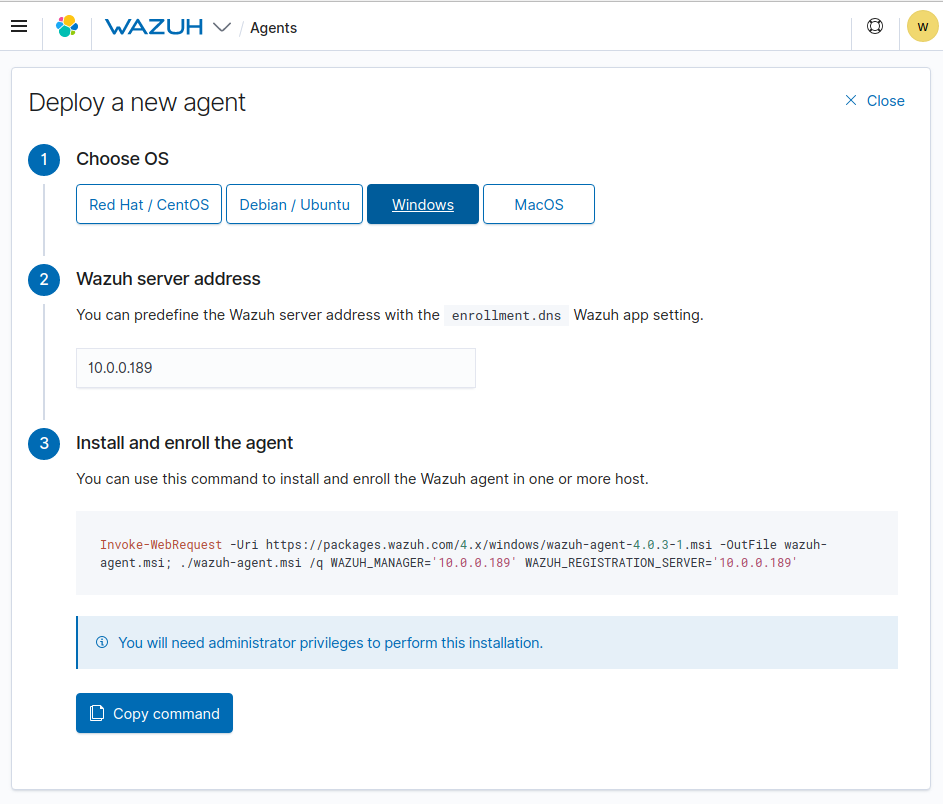 WAZUH / Agents
W
Deploy a new agent
Close
1 Choose OS
Red Hat / CentOS Debian / Ubuntu Windows MacOS
2 Wazuh server address
You can predefine the Wazuh server address with the enrollment.dns Wazuh app setting.
10.0.0.189
3 Install and enroll the agent
You can use this command to install and enroll the Wazuh agent in one or more host.
Invoke-WebRequest -Uri https://packages.wazuh.com/4.x/windows/wazuh-agent-4.0.3-1.msi -OutFile wazuh-
agent.msi; ./wazuh-agent.msi /q WAZUH_MANAGER='10.0.0.189' WAZUH_REGISTRATION_SERVER='10.0.0.189'
You will need administrator privileges to perform this installation.
Copy command